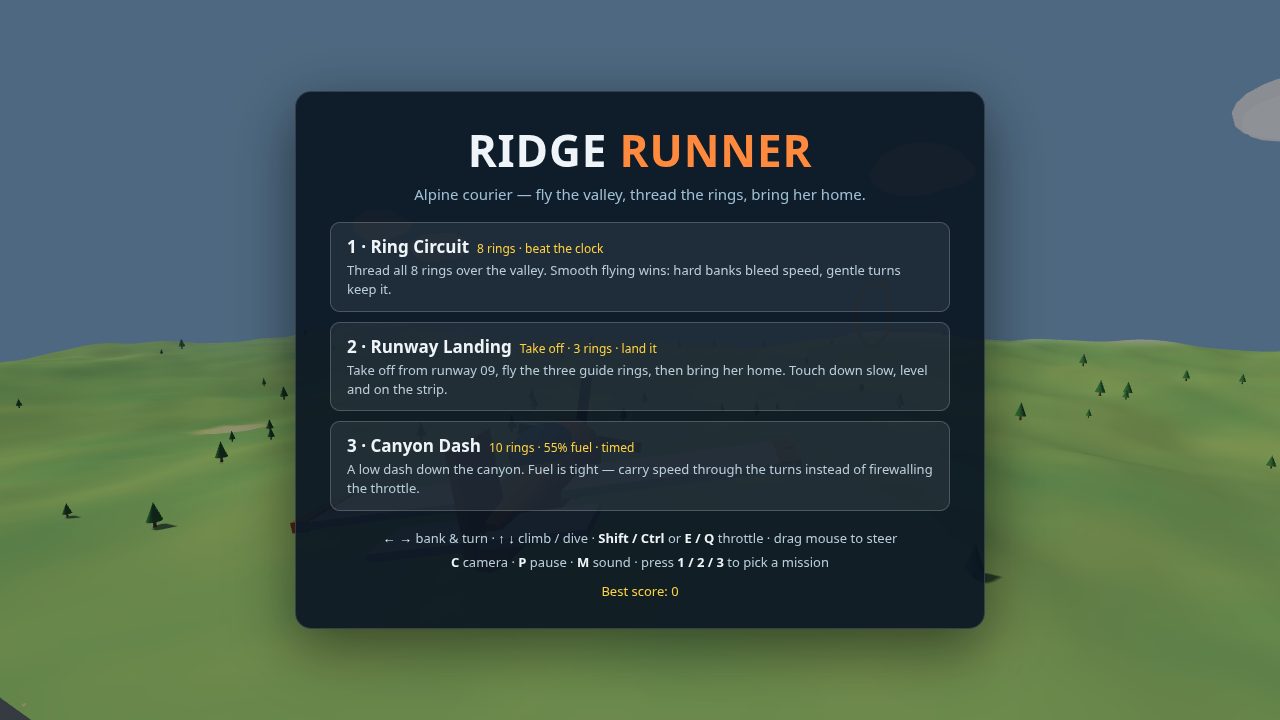 RIDGE RUNNER
Alpine courier — fly the valley, thread the rings, bring her home.
1 · Ring Circuit 8 rings · beat the clock
Thread all 8 rings over the valley. Smooth flying wins: hard banks bleed speed, gentle turns
keep it.
2 · Runway Landing Take off · 3 rings · land it
Take off from runway 09, fly the three guide rings, then bring her home. Touch down slow, level
and on the strip.
3 · Canyon Dash 10 rings · 55% fuel · timed
A low dash down the canyon. Fuel is tight — carry speed through the turns instead of firewalling
the throttle.
← → bank & turn · ↑ ↓ climb / dive · Shift / Ctrl or E / Q throttle · drag mouse to steer
C camera · P pause · M sound · press 1 / 2 / 3 to pick a mission
Best score: 0